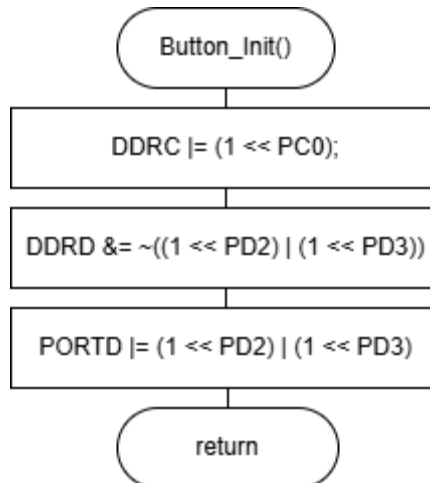 Button_Init()
DDRC |= (1 << PC0);
DDRD &= ~((1 << PD2) | (1 << PD3))
PORTD |= (1 << PD2) | (1 << PD3)
return